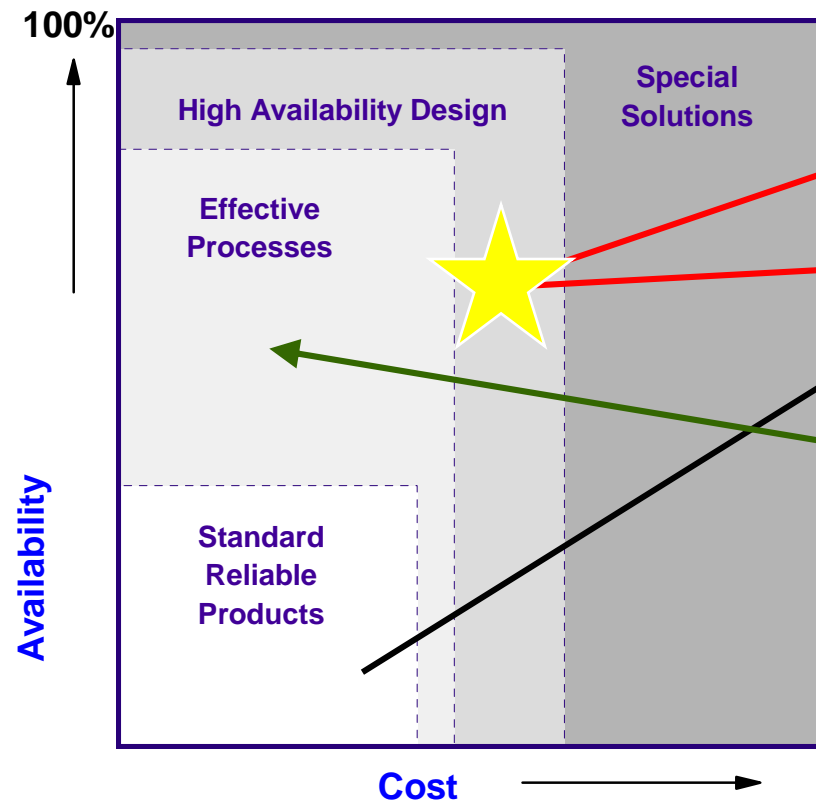 100%
Special
Solutions
High Availability Design
Effective
Processes
Standard
Reliable
Products
Availability
Cost